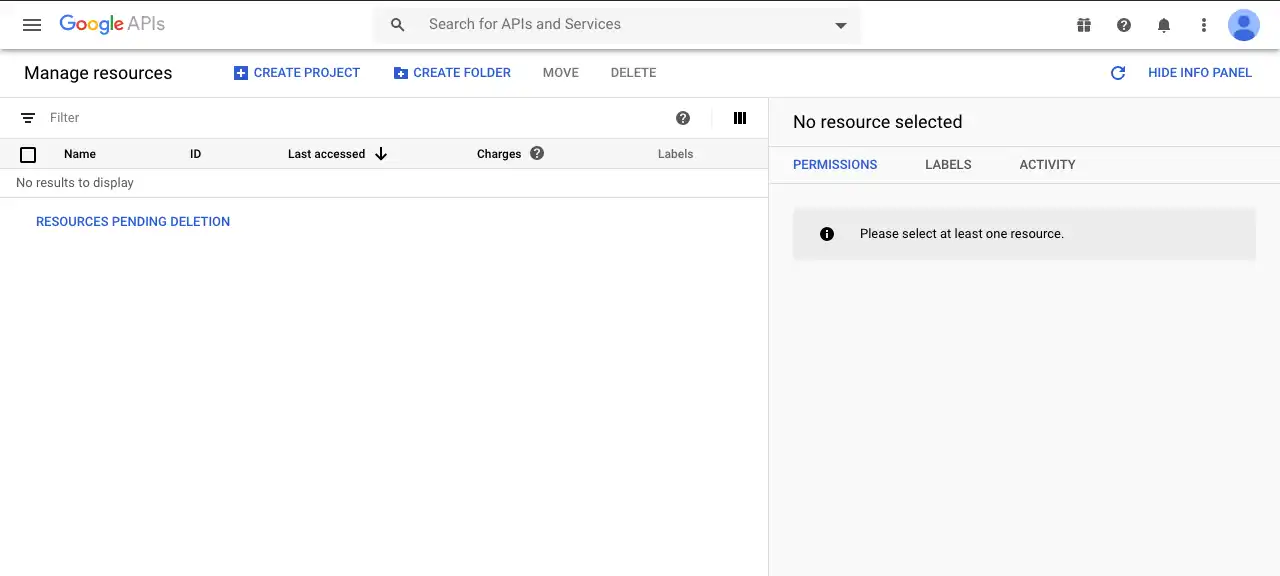 Google APIs
Search for APIs and Services
Manage resources
CREATE PROJECT
CREATE FOLDER
MOVE
DELETE
HIDE INFO PANEL
Filter
Name ID Last accessed Charges Labels
No results to display
RESOURCES PENDING DELETION
No resource selected
PERMISSIONS LABELS ACTIVITY
Please select at least one resource.